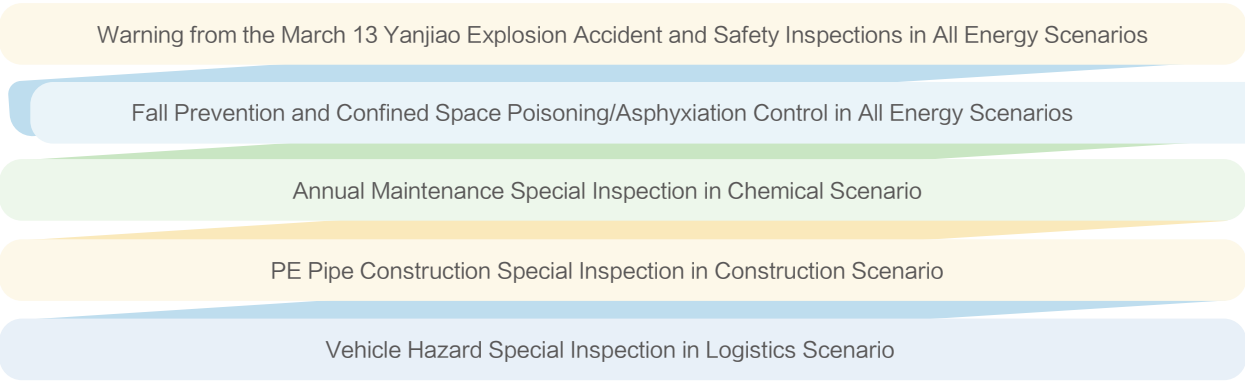 Warning from the March 13 Yanjiao Explosion Accident and Safety Inspections in All Energy Scenarios
Fall Prevention and Confined Space Poisoning/Asphyxiation Control in All Energy Scenarios
Annual Maintenance Special Inspection in Chemical Scenario
PE Pipe Construction Special Inspection in Construction Scenario
Vehicle Hazard Special Inspection in Logistics Scenario